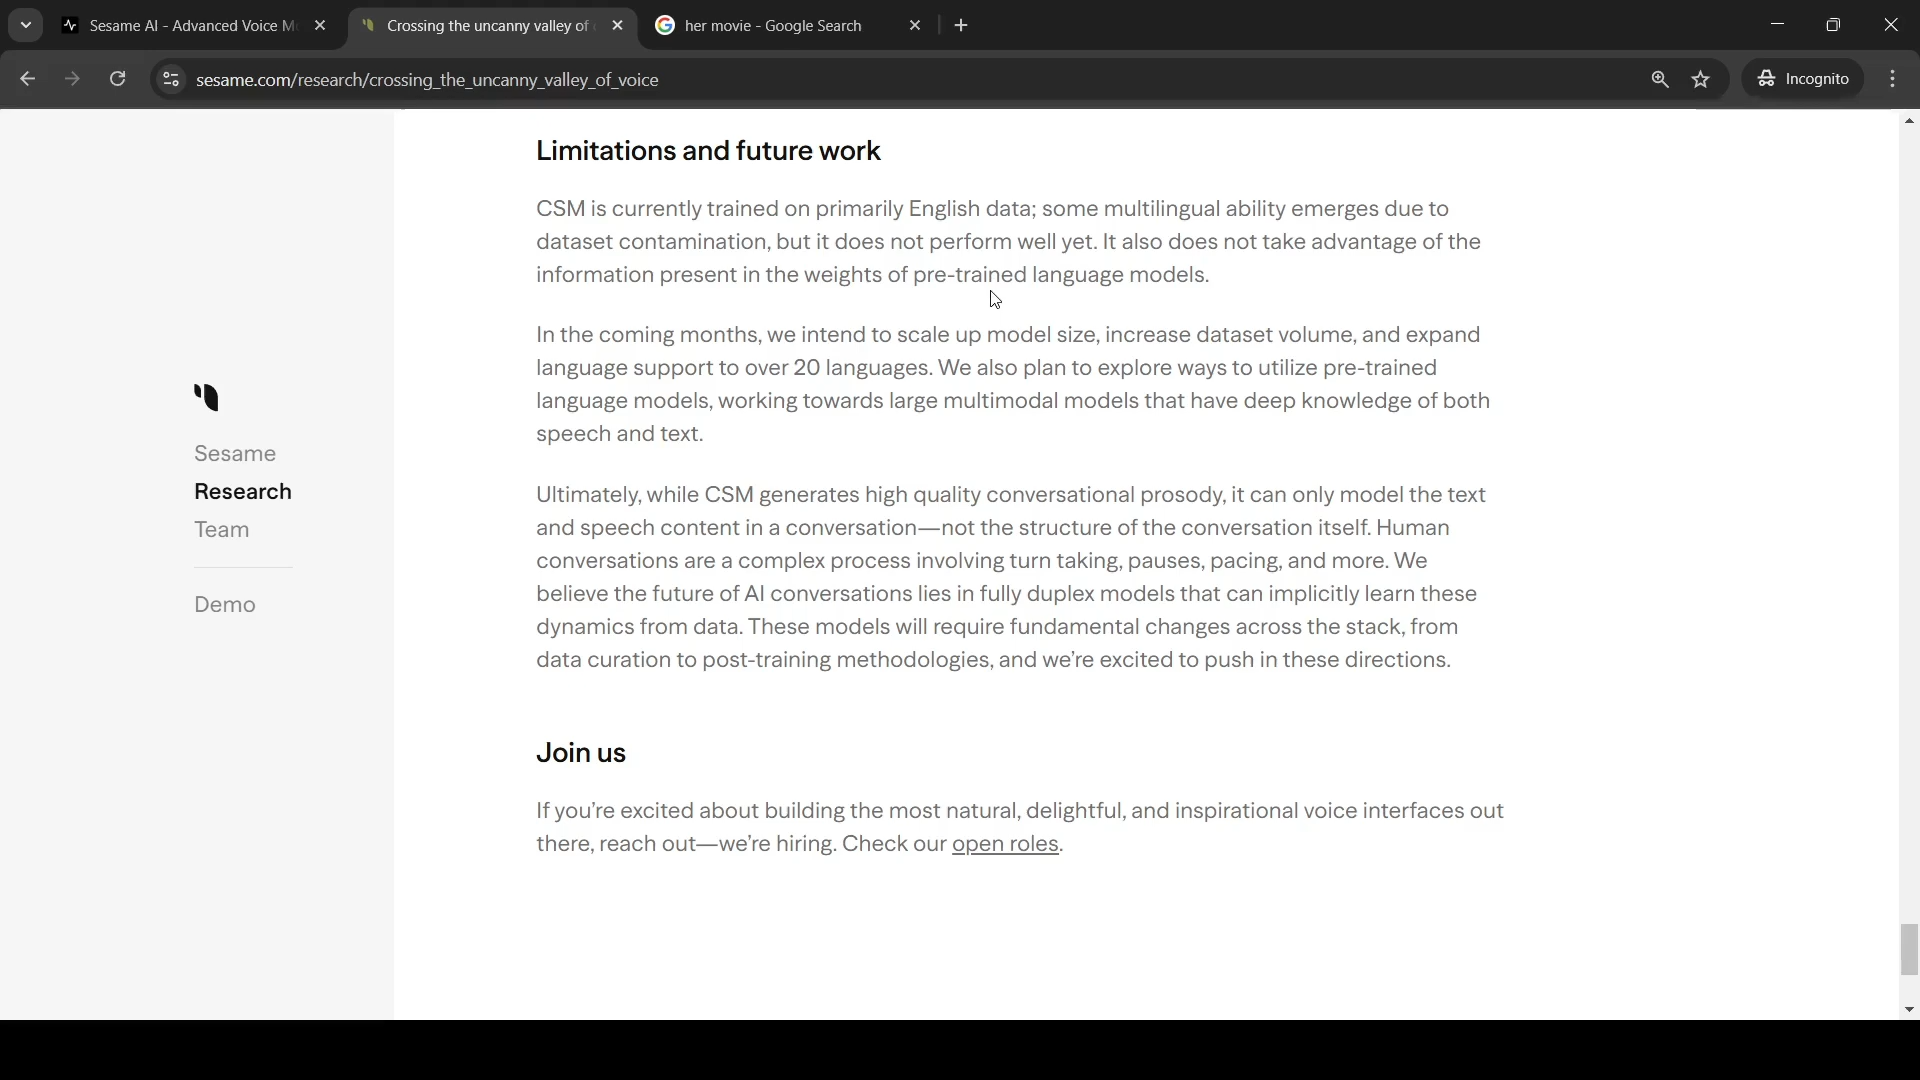 Sesame AI - Advanced Voice M
Crossing the uncanny valley of
her movie - Google Search
sesame.com/research/crossing_the_uncanny_valley_of_voice
Incognito
Sesame
Research
Team
Demo
Limitations and future work
CSM is currently trained on primarily English data; some multilingual ability emerges due to
dataset contamination, but it does not perform well yet. It also does not take advantage of the
information present in the weights of pre-trained language models.
In the coming months, we intend to scale up model size, increase dataset volume, and expand
language support to over 20 languages. We also plan to explore ways to utilize pre-trained
language models, working towards large multimodal models that have deep knowledge of both
speech and text.
Ultimately, while CSM generates high quality conversational prosody, it can only model the text
and speech content in a conversation—not the structure of the conversation itself. Human
conversations are a complex process involving turn taking, pauses, pacing, and more. We
believe the future of AI conversations lies in fully duplex models that can implicitly learn these
dynamics from data. These models will require fundamental changes across the stack, from
data curation to post-training methodologies, and we’re excited to push in these directions.
Join us
If you’re excited about building the most natural, delightful, and inspirational voice interfaces out
there, reach out—we’re hiring. Check our open roles.